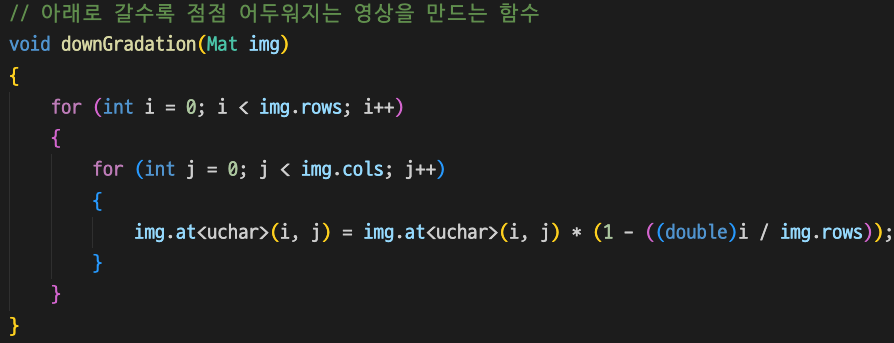 // 아래로 갈수록 점점 어두워지는 영상을 만드는 함수
void downGradation(Mat img)
{
    for (int i = 0; i < img.rows; i++)
    {
        for (int j = 0; j < img.cols; j++)
        {
            img.at<uchar>(i, j) = img.at<uchar>(i, j) * (1 - ((double)i / img.rows));
        }
    }
}